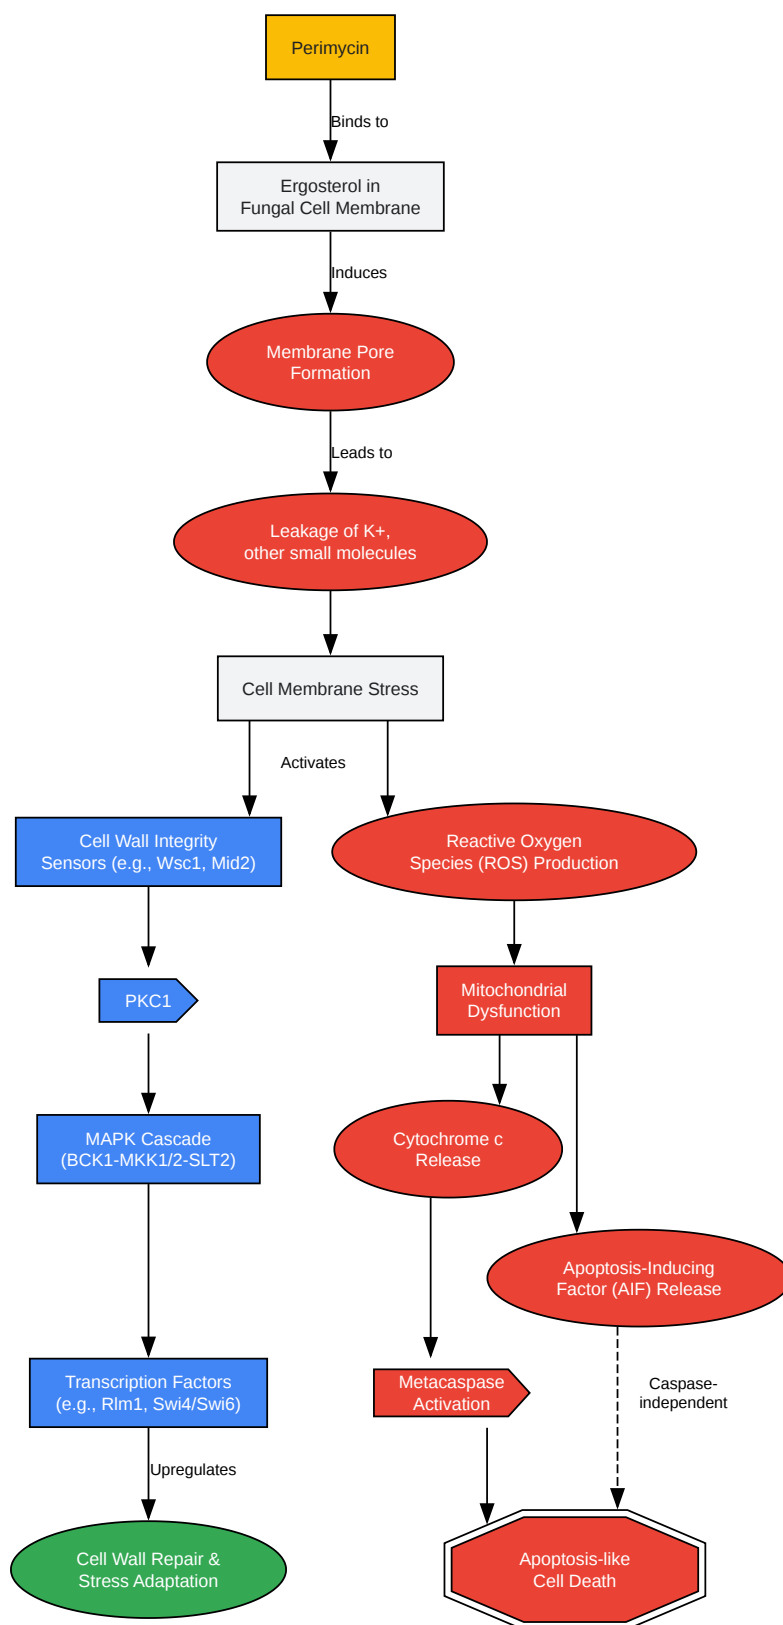 Perimycin
Binds to
Ergosterol in
Fungal Cell Membrane
Induces
Membrane Pore
Formation
Leads to
Leakage of K+,
other small molecules
Cell Membrane Stress
Activates
Cell Wall Integrity
Sensors (e.g., Wsc1, Mid2)
Reactive Oxygen
Species (ROS) Production
PKC1
Mitochondrial
Dysfunction
MAPK Cascade
(BCK1-MKK1/2-SLT2)
Cytochrome c
Release
Apoptosis-Inducing
Factor (AIF) Release
Transcription Factors
(e.g., Rlm1, Swi4/Swi6)
Metacaspase
Activation
Caspase-
independent
Upregulates
Cell Wall Repair &
Stress Adaptation
Apoptosis-like
Cell Death